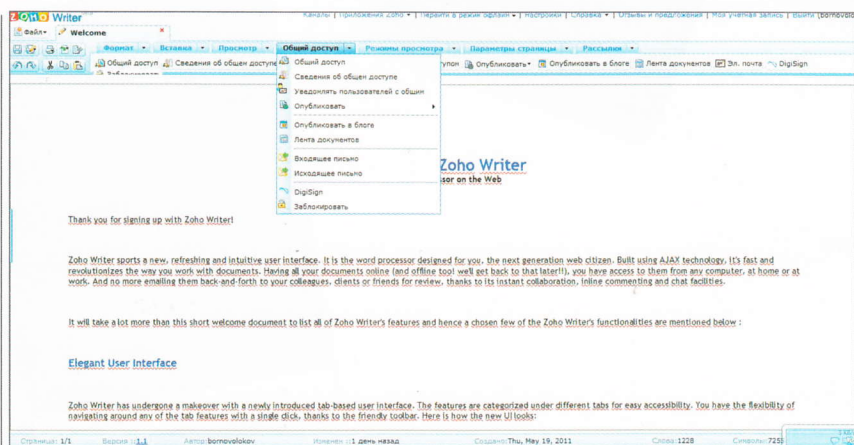 ZOHO Writer
Каналы | Приложения Zoho | Перейти в режим офлайн | Настройки | Справка | Отзывы и предложения | Моя учетная запись | Выйти (bornovolo
Файл Welcome
Формат Вставка Просмотр Общий доступ Режимы просмотра Параметры страницы Рассылки
Общий доступ Сведения об общем доступе тупом Опубликовать Опубликовать в блоге Лента документов Эл. почта DigiSign
Заблокировать
Общий доступ
Сведения об общем доступе
Уведомлять пользователей с общим
Опубликовать
Опубликовать в блоге
Лента документов
Входящее письмо
Исходящее письмо
DigiSign
Заблокировать
Zoho Writer
ssor on the Web
Thank you for signing up with Zoho Writer!
Zoho Writer sports a new, refreshing and intuitive user interface. It is the word processor designed for you, the next generation web citizen. Built using AJAX technology, it's fast and
revolutionizes the way you work with documents. Having all your documents online (and offline too! we'll get back to that later!!), you have access to them from any computer, at home or at
work. And no more emailing them back-and-forth to your colleagues, clients or friends for review, thanks to its instant collaboration, inline commenting and chat facilities.
It will take a lot more than this short welcome document to list all of Zoho Writer's features and hence a chosen few of the Zoho Writer's functionalities are mentioned below :
Elegant User Interface
Zoho Writer has undergone a makeover with a newly introduced tab-based user interface. The features are categorized under different tabs for easy accessibility. You have the flexibility of
navigating around any of the tab features with a single click, thanks to the friendly toolbar. Here is how the new UI looks:
Страница: 1/1 Версия :1.1 Автор: bornovolokov Изменен :1 день назад Создано: Thu, May 19, 2011 Слова: 1228 Символы: 7251